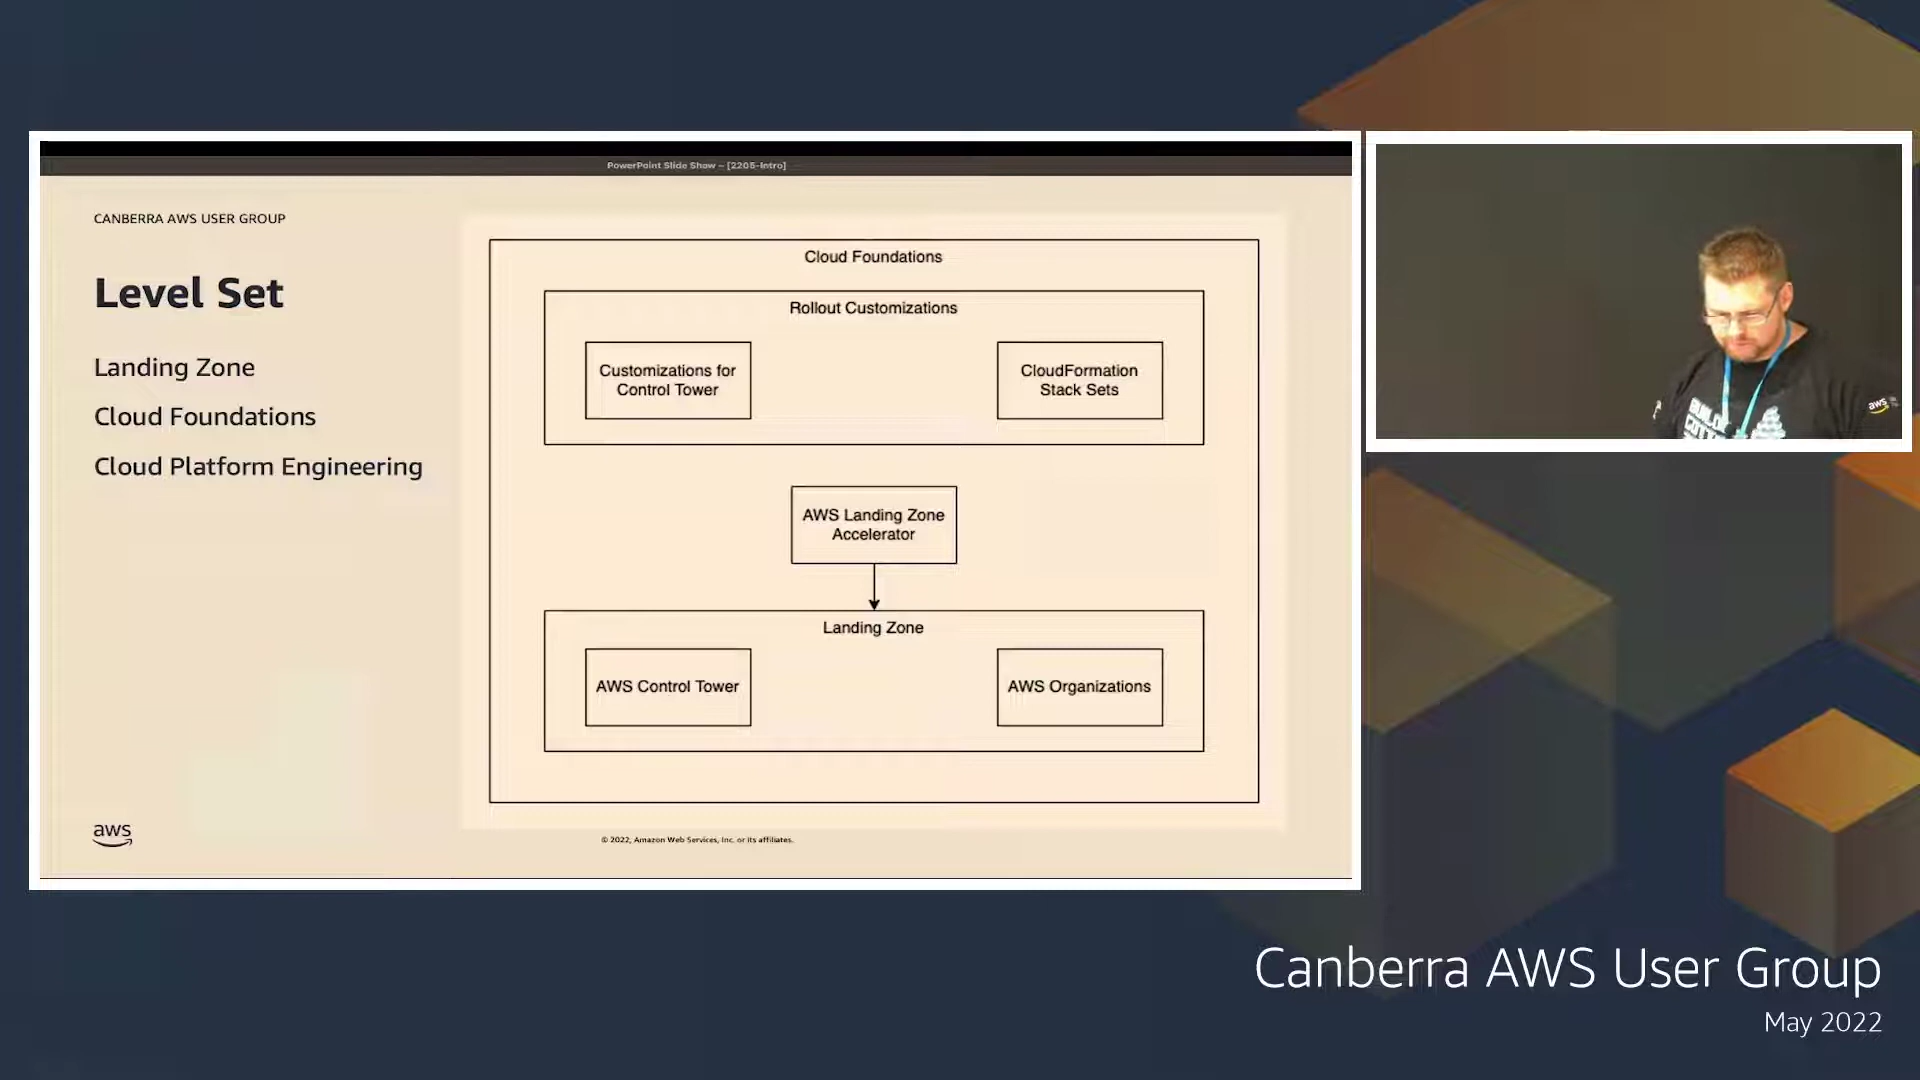 PowerPoint Slide Show - [2205-Intro]
CANBERRA AWS USER GROUP
Level Set
Landing Zone
Cloud Foundations
Cloud Platform Engineering
Cloud Foundations
Rollout Customizations
Customizations for
Control Tower
CloudFormation
Stack Sets
AWS Landing Zone
Accelerator
Landing Zone
AWS Control Tower
AWS Organizations
aws
© 2022, Amazon Web Services, Inc. or its affiliates.
aws
Canberra AWS User Group
May 2022